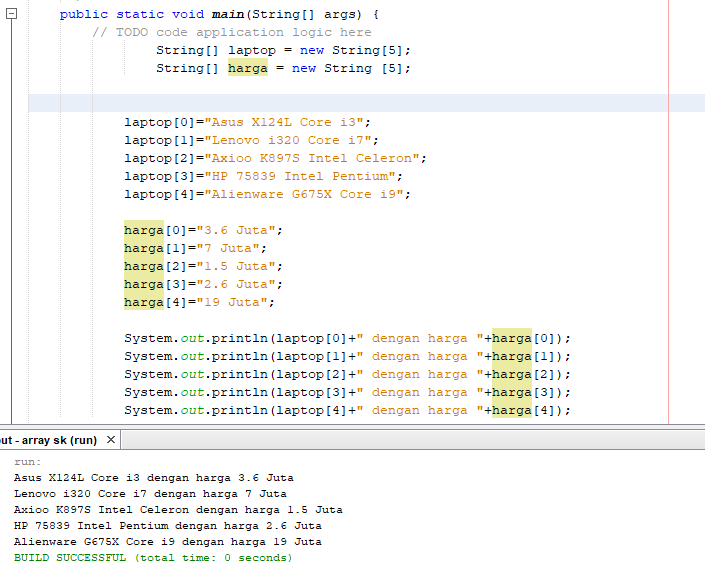 public static void main(String[] args) {
// TODO code application logic here
String[] laptop = new String[5];
String[] harga = new String [5];
laptop[0]="Asus X124L Core i3";
laptop[1]="Lenovo i320 Core i7";
laptop[2]="Axioo K897S Intel Celeron";
laptop[3]="HP 75839 Intel Pentium";
laptop[4]="Alienware G675X Core i9";
harga[0]="3.6 Juta";
harga[1]="7 Juta";
harga[2]="1.5 Juta";
harga[3]="2.6 Juta";
harga[4]="19 Juta";
System.out.println(laptop[0]+" dengan harga "+harga[0]);
System.out.println(laptop[1]+" dengan harga "+harga[1]);
System.out.println(laptop[2]+" dengan harga "+harga[2]);
System.out.println(laptop[3]+" dengan harga "+harga[3]);
System.out.println(laptop[4]+" dengan harga "+harga[4]);
ut - array sk (run)
run:
Asus X124L Core i3 dengan harga 3.6 Juta
Lenovo i320 Core i7 dengan harga 7 Juta
Axioo K897S Intel Celeron dengan harga 1.5 Juta
HP 75839 Intel Pentium dengan harga 2.6 Juta
Alienware G675X Core i9 dengan harga 19 Juta
BUILD SUCCESSFUL (total time: 0 seconds)